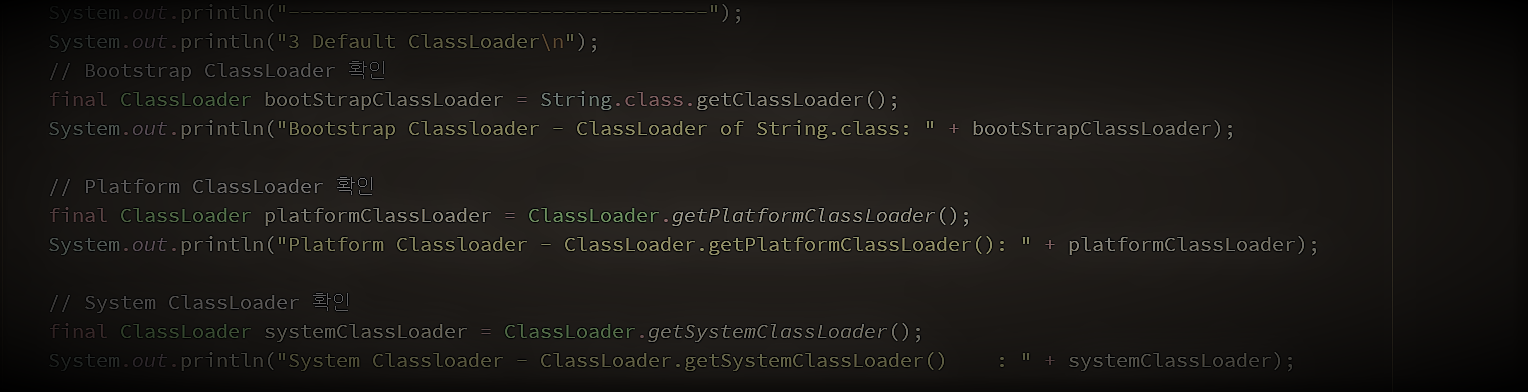 System.out.println("-----------------------------------");
System.out.println("3 Default ClassLoader\n");
// Bootstrap ClassLoader 확인
final ClassLoader bootStrapClassLoader = String.class.getClassLoader();
System.out.println("Bootstrap Classloader - ClassLoader of String.class: " + bootStrapClassLoader);
// Platform ClassLoader 확인
final ClassLoader platformClassLoader = ClassLoader.getPlatformClassLoader();
System.out.println("Platform Classloader - ClassLoader.getPlatformClassLoader(): " + platformClassLoader);
// System ClassLoader 확인
final ClassLoader systemClassLoader = ClassLoader.getSystemClassLoader();
System.out.println("System Classloader - ClassLoader.getSystemClassLoader()    : " + systemClassLoader);